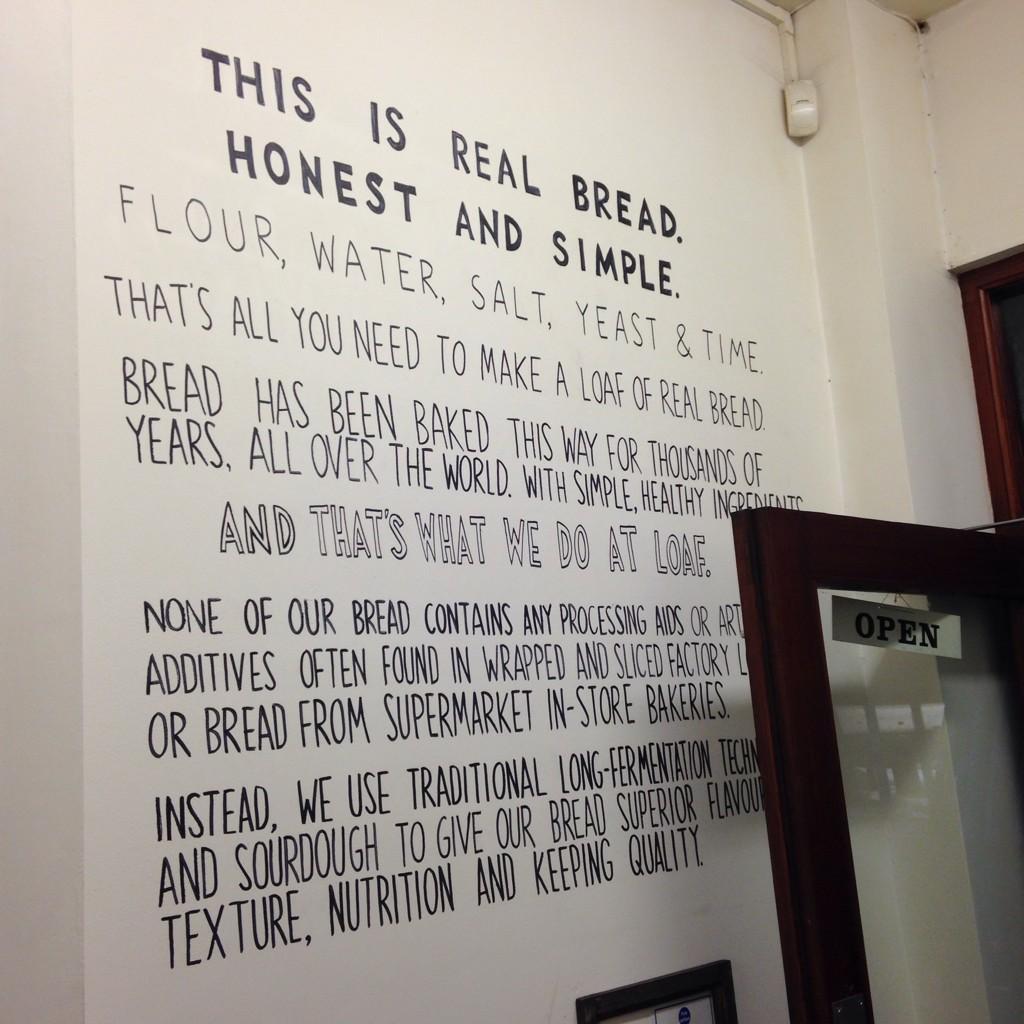 THIS IS REAL BREAD.
HONEST AND SIMPLE.
FLOUR, WATER, SALT, YEAST & TIME.
THAT'S ALL YOU NEED TO MAKE A LOAF OF REAL BREAD.
BREAD HAS BEEN BAKED THIS WAY FOR THOUSANDS OF
YEARS, ALL OVER THE WORLD. WITH SIMPLE, HEALTHY INGREDIENTS
AND THAT'S WHAT WE DO AT LOAF.
NONE OF OUR BREAD CONTAINS ANY PROCESSING AIDS OR ART
ADDITIVES OFTEN FOUND IN WRAPPED AND SLICED FACTORY L
OR BREAD FROM SUPERMARKET IN-STORE BAKERIES.
INSTEAD, WE USE TRADITIONAL LONG-FERMENTATION TECHN
AND SOURDOUGH TO GIVE OUR BREAD SUPERIOR FLAVOU
TEXTURE, NUTRITION AND KEEPING QUALITY.
OPEN